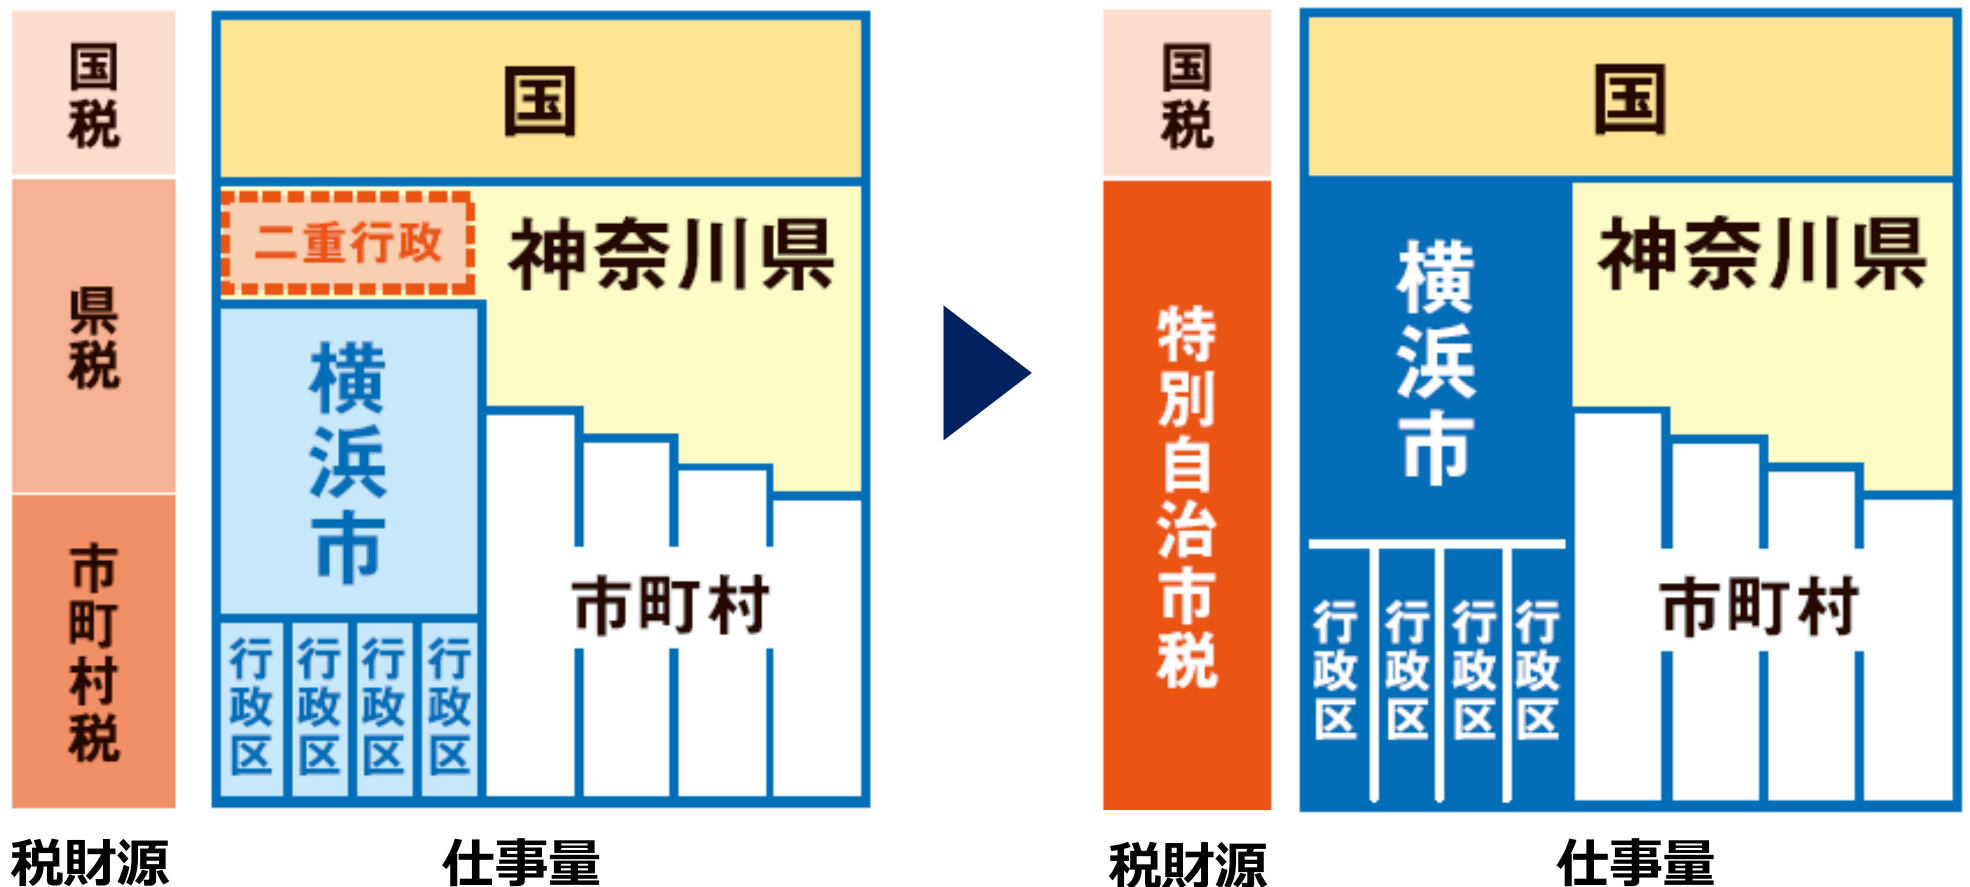 国税
県税
市町村税
国
二重行政
神奈川県
横浜市
行政区
行政区
行政区
行政区
市町村
税財源
仕事量
国税
特別自治市税
国
横浜市
神奈川県
行政区
行政区
行政区
行政区
市町村
税財源
仕事量